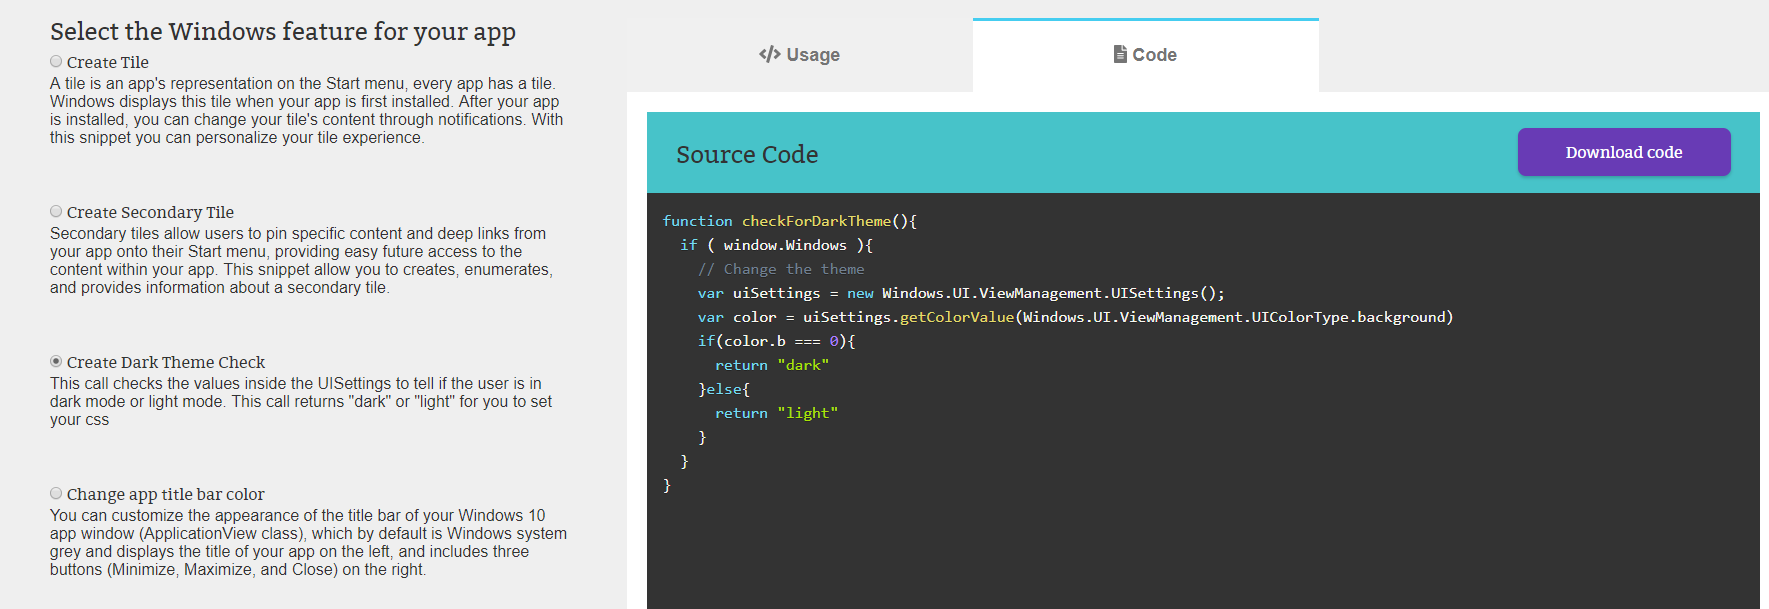 Select the Windows feature for your app
Create Tile
A tile is an app's representation on the Start menu, every app has a tile.
Windows displays this tile when your app is first installed. After your app
is installed, you can change your tile's content through notifications. With
this snippet you can personalize your tile experience.
Create Secondary Tile
Secondary tiles allow users to pin specific content and deep links from
your app onto their Start menu, providing easy future access to the
content within your app. This snippet allow you to creates, enumerates,
and provides information about a secondary tile.
Create Dark Theme Check
This call checks the values inside the UISettings to tell if the user is in
dark mode or light mode. This call returns "dark" or "light" for you to set
your css
Change app title bar color
You can customize the appearance of the title bar of your Windows 10
app window (ApplicationView class), which by default is Windows system
grey and displays the title of your app on the left, and includes three
buttons (Minimize, Maximize, and Close) on the right.
</> Usage
Code
Source Code
Download code
function checkForDarkTheme(){
  if ( window.Windows ){
    // Change the theme
    var uiSettings = new Windows.UI.ViewManagement.UISettings();
    var color = uiSettings.getColorValue(Windows.UI.ViewManagement.UIColorType.background)
    if(color.b === 0){
      return "dark"
    }else{
      return "light"
    }
  }
}